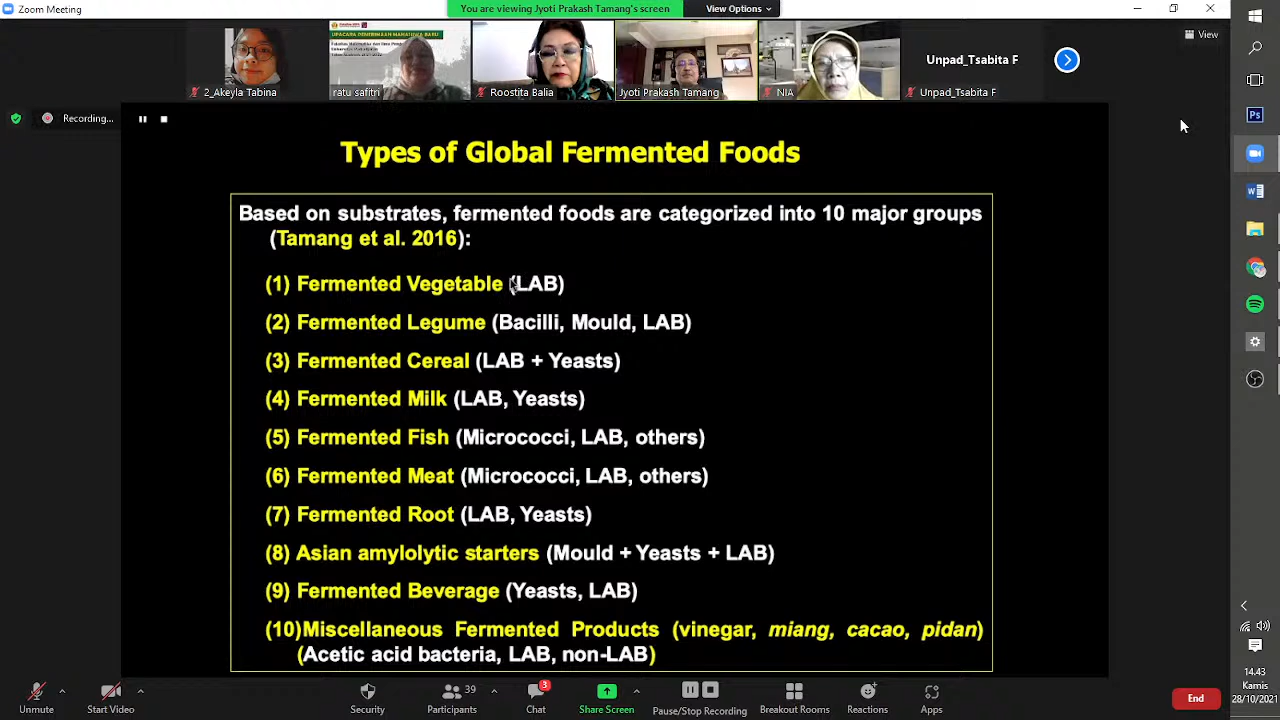 Zoom Meeting
You are viewing Jyoti Prakash Tamang's screen
View Options
View
2_Akeyla Tabina
UPACARA PENERIMAAN MAHASISWA BARU
ratu safitri
Roostita Balia
Jyoti Prakash Tamang
NIA
Unpad_Tsabita F
Unpad_Tsabita F
Recording...
Types of Global Fermented Foods
Based on substrates, fermented foods are categorized into 10 major groups
(Tamang et al. 2016):
(1) Fermented Vegetable (LAB)
(2) Fermented Legume (Bacilli, Mould, LAB)
(3) Fermented Cereal (LAB + Yeasts)
(4) Fermented Milk (LAB, Yeasts)
(5) Fermented Fish (Micrococci, LAB, others)
(6) Fermented Meat (Micrococci, LAB, others)
(7) Fermented Root (LAB, Yeasts)
(8) Asian amylolytic starters (Mould + Yeasts + LAB)
(9) Fermented Beverage (Yeasts, LAB)
(10)Miscellaneous Fermented Products (vinegar, miang, cacao, pidan)
(Acetic acid bacteria, LAB, non-LAB)
Ps
14.43
Kamis
28/10/202
Unmute
Start Video
Security
39
Participants
3
Chat
Share Screen
Pause/Stop Recording
Breakout Rooms
Reactions
Apps
End